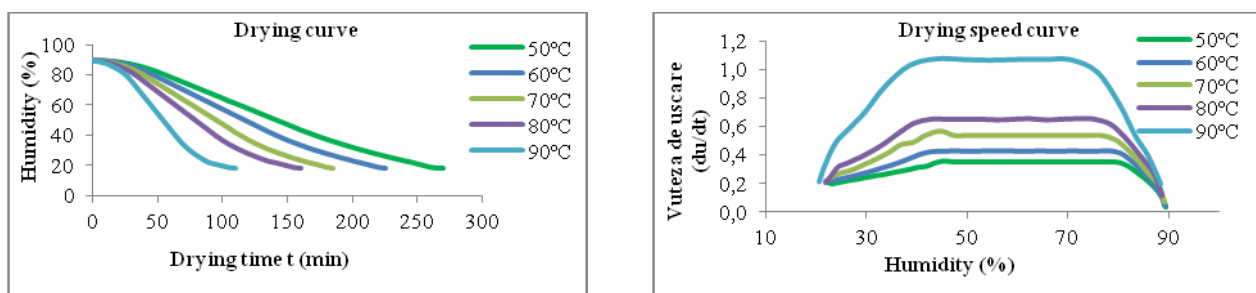 Drying curve
Humidity (%)
100
80
60
40
20
0
0 50 100 150 200 250 300
Drying time t (min)
50ºC
60ºC
70ºC
80ºC
90ºC
Drying speed curve
Vuteza de uscare
(du/dt)
1,2
1,0
0,8
0,6
0,4
0,2
0,0
10 30 50 70 90
Humidity (%)
50ºC
60ºC
70ºC
80ºC
90ºC